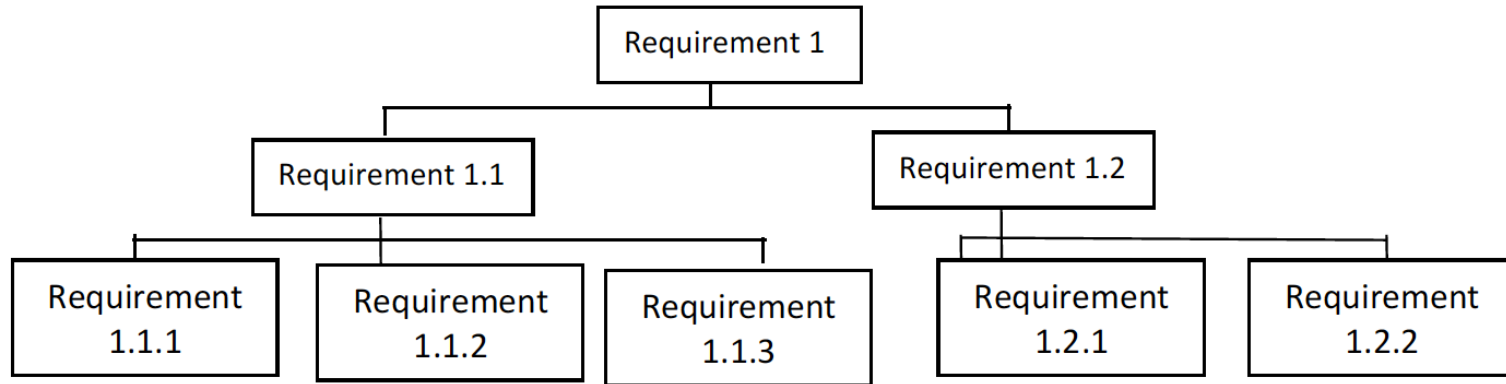 Requirement 1
Requirement 1.1
Requirement 1.2
Requirement
1.1.1
Requirement
1.1.2
Requirement
1.1.3
Requirement
1.2.1
Requirement
1.2.2